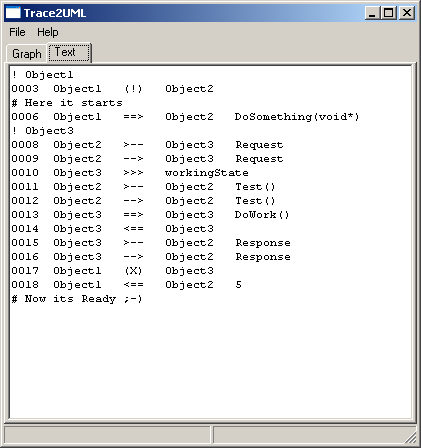 Trace2UML
File Help
Graph Text
! Object1
0003 Object1 (!) Object2
# Here it starts
0006 Object1 ==> Object2 DoSomething(void*)
! Object3
0008 Object2 >-- Object3 Request
0009 Object2 --> Object3 Request
0010 Object3 >>> workingState
0011 Object2 >-- Object2 Test()
0012 Object2 --> Object2 Test()
0013 Object3 ==> Object3 DoWork()
0014 Object3 <== Object3
0015 Object3 >-- Object2 Response
0016 Object3 --> Object2 Response
0017 Object1 (X) Object3
0018 Object1 <== Object2 5
# Now its Ready ;-)